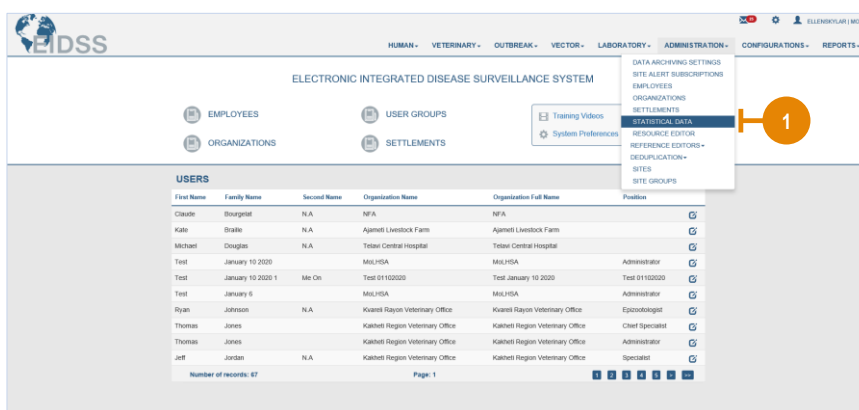 21
ELLENSKYLAR | MO
EIDSS
HUMAN VETERINARY OUTBREAK VECTOR LABORATORY ADMINISTRATION CONFIGURATIONS REPORTS
DATA ARCHIVING SETTINGS
SITE ALERT SUBSCRIPTIONS
EMPLOYEES
ORGANIZATIONS
SETTLEMENTS
STATISTICAL DATA
RESOURCE EDITOR
REFERENCE EDITORS
DEDUPLICATION
SITES
SITE GROUPS
1
ELECTRONIC INTEGRATED DISEASE SURVEILLANCE SYSTEM
EMPLOYEES USER GROUPS Training Videos
ORGANIZATIONS SETTLEMENTS System Preferences
USERS
First Name Family Name Second Name Organization Name Organization Full Name Position
Claude Bourgelat N.A NFA NFA
Kate Braille N.A Ajameti Livestock Farm Ajameti Livestock Farm
Michael Douglas N.A Telavi Central Hospital Telavi Central Hospital
Test January 10 2020 MoLHSA MoLHSA Administrator
Test January 10 2020 1 Me On Test 01102020 Test January 10 2020 Test 01102020
Test January 6 MoLHSA MoLHSA Administrator
Ryan Johnson N.A Kvareli Rayon Veterinary Office Kvareli Rayon Veterinary Office Epizootologist
Thomas Jones Kakheti Region Veterinary Office Kakheti Region Veterinary Office Chief Specialist
Thomas Jones Kakheti Region Veterinary Office Kakheti Region Veterinary Office Administrator
Jeff Jordan N.A Kakheti Region Veterinary Office Kakheti Region Veterinary Office Specialist
Number of records: 67 Page: 1 1 2 3 4 5 > >>